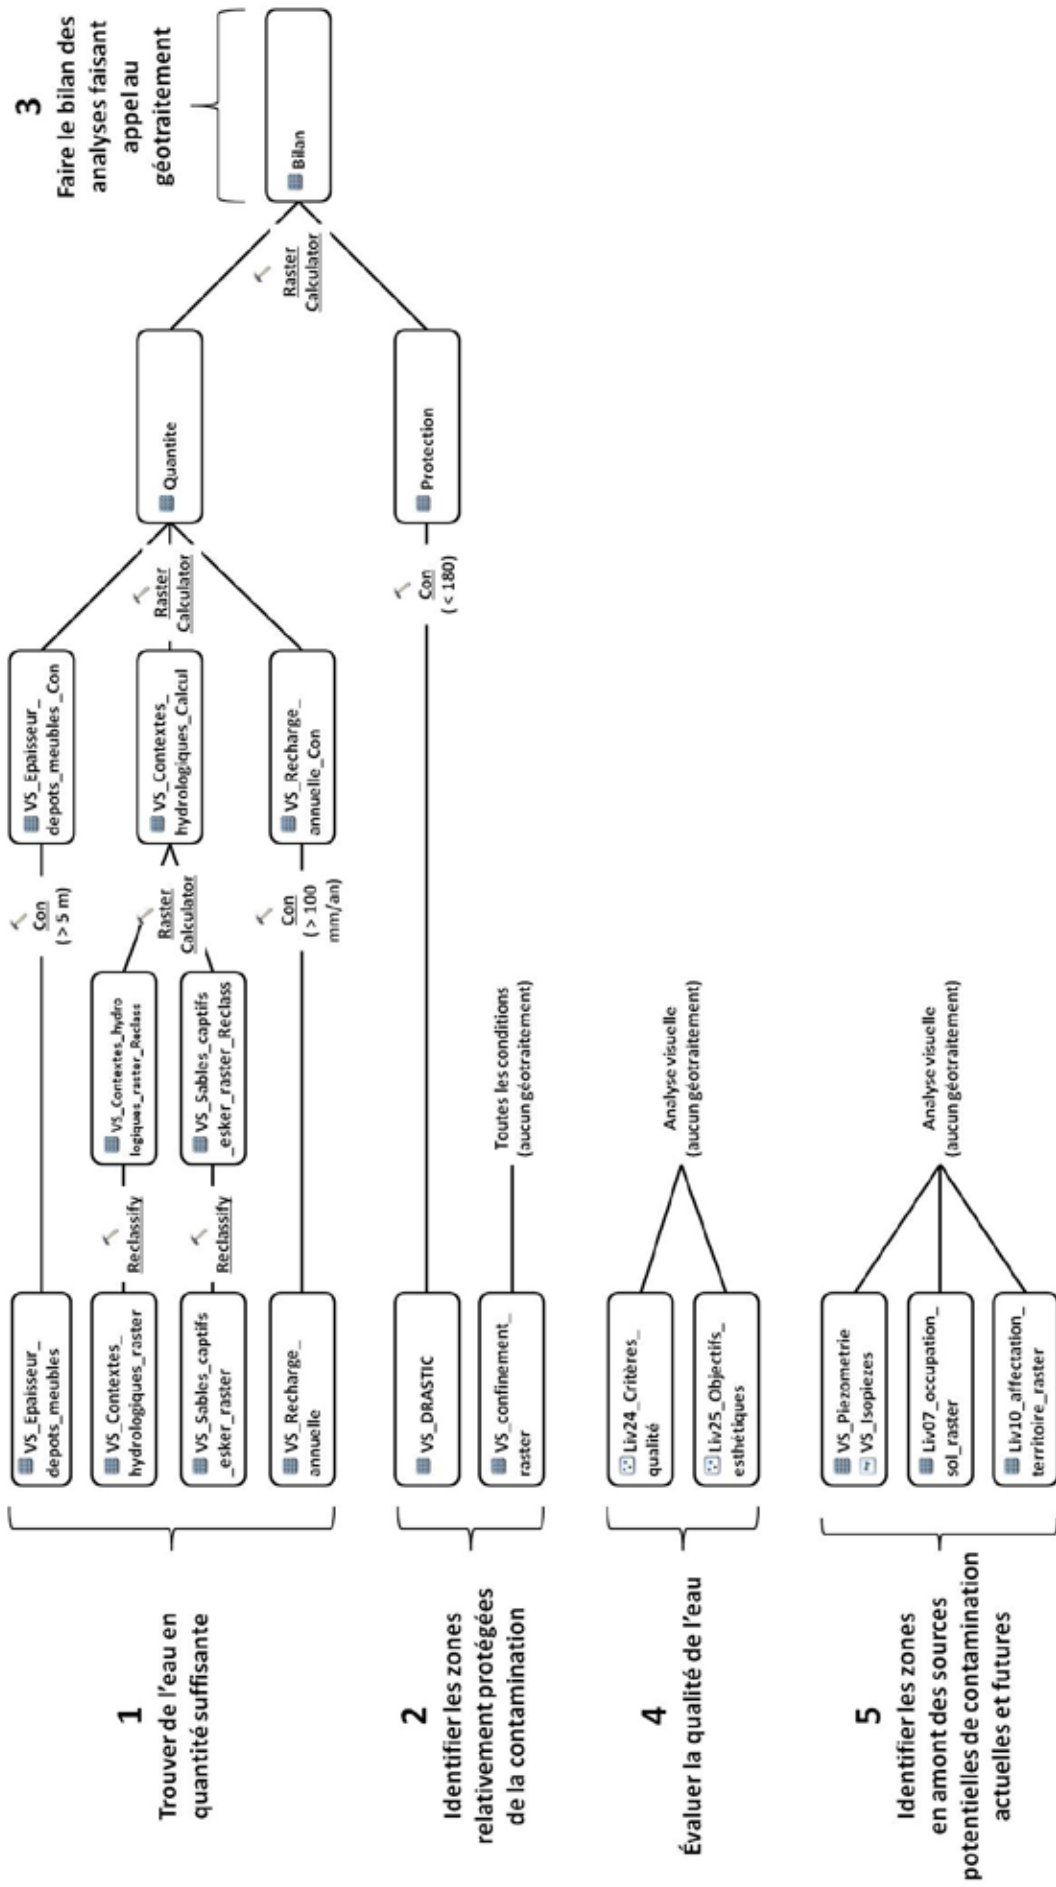 1
Trouver de l'eau en
quantité suffisante
VS_Epaisseur_
depots_meubles
VS_Contextes_
hydrologiques_raster
VS_Sables_captifs
_esker_raster
VS_Recharge_
annuelle
Reclassify
Reclassify
VS_Contextes_hydro
logiques_raster_Reclass
VS_Sables_captifs
_esker_raster_Reclass
Con
(> 5 m)
Raster
Calculator
Con
( > 100
mm/an)
VS_Epaisseur_
depots_meubles _Con
VS_Contextes_
hydrologiques_Calcul
VS_Recharge_
annuelle_Con
Raster
Calculator
Quantite
2
Identifier les zones
relativement protégées
de la contamination
VS_DRASTIC
VS_confinement_
raster
Toutes les conditions
(aucun géotraitement)
Con
( < 180)
Protection
Raster
Calculator
3
Faire le bilan des
analyses faisant
appel au
géotraitement
Bilan
4
Évaluer la qualité de l'eau
Liv24_Critères_
qualité
Liv25_Objectifs_
esthétiques
Analyse visuelle
(aucun géotraitement)
5
Identifier les zones
en amont des sources
potentielles de contamination
actuelles et futures
VS_Piezometrie
VS_Isopiezes
Liv07_occupation_
sol_raster
Liv10_affectation_
territoire_raster
Analyse visuelle
(aucun géotraitement)